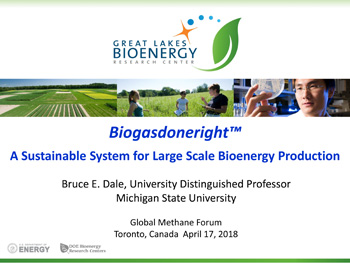 GREAT LAKES
BIOENERGY
RESEARCH CENTER
Biogasdoneright™
A Sustainable System for Large Scale Bioenergy Production
Bruce E. Dale, University Distinguished Professor
Michigan State University
Global Methane Forum
Toronto, Canada April 17, 2018
ENERGY
DOE Bioenergy
Research Centers